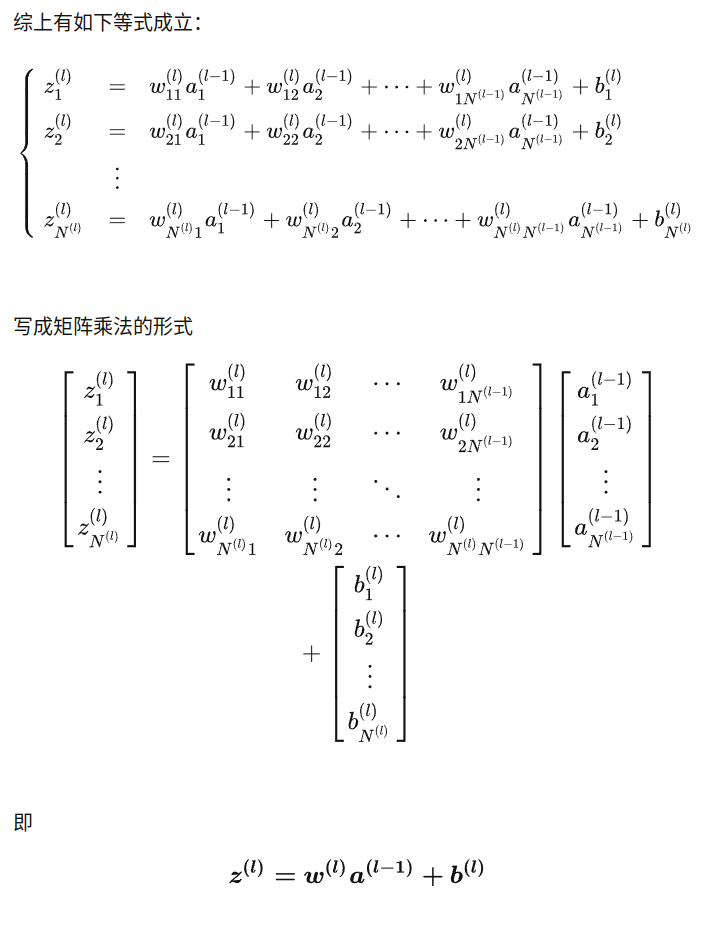 综上有如下等式成立：
$$\left\{\begin{array}{lcl} z_1^{(l)} & = & w_{11}^{(l)}a_1^{(l-1)}+w_{12}^{(l)}a_2^{(l-1)}+\cdots+w_{1N^{(l-1)}}^{(l)}a_{N^{(l-1)}}^{(l-1)}+b_1^{(l)} \\ z_2^{(l)} & = & w_{21}^{(l)}a_1^{(l-1)}+w_{22}^{(l)}a_2^{(l-1)}+\cdots+w_{2N^{(l-1)}}^{(l)}a_{N^{(l-1)}}^{(l-1)}+b_2^{(l)} \\ & \vdots & \\ z_{N^{(l)}}^{(l)} & = & w_{N^{(l)}1}^{(l)}a_1^{(l-1)}+w_{N^{(l)}2}^{(l)}a_2^{(l-1)}+\cdots+w_{N^{(l)}N^{(l-1)}}^{(l)}a_{N^{(l-1)}}^{(l-1)}+b_{N^{(l)}}^{(l)} \end{array}\right.$$
写成矩阵乘法的形式
$$\begin{bmatrix} z_1^{(l)} \\ z_2^{(l)} \\ \vdots \\ z_{N^{(l)}}^{(l)} \end{bmatrix} = \begin{bmatrix} w_{11}^{(l)} & w_{12}^{(l)} & \cdots & w_{1N^{(l-1)}}^{(l)} \\ w_{21}^{(l)} & w_{22}^{(l)} & \cdots & w_{2N^{(l-1)}}^{(l)} \\ \vdots & \vdots & \ddots & \vdots \\ w_{N^{(l)}1}^{(l)} & w_{N^{(l)}2}^{(l)} & \cdots & w_{N^{(l)}N^{(l-1)}}^{(l)} \end{bmatrix} \begin{bmatrix} a_1^{(l-1)} \\ a_2^{(l-1)} \\ \vdots \\ a_{N^{(l-1)}}^{(l-1)} \end{bmatrix}$$
$$+ \begin{bmatrix} b_1^{(l)} \\ b_2^{(l)} \\ \vdots \\ b_{N^{(l)}}^{(l)} \end{bmatrix}$$
即
$$\boldsymbol{z^{(l)} = w^{(l)}a^{(l-1)} + b^{(l)}}$$